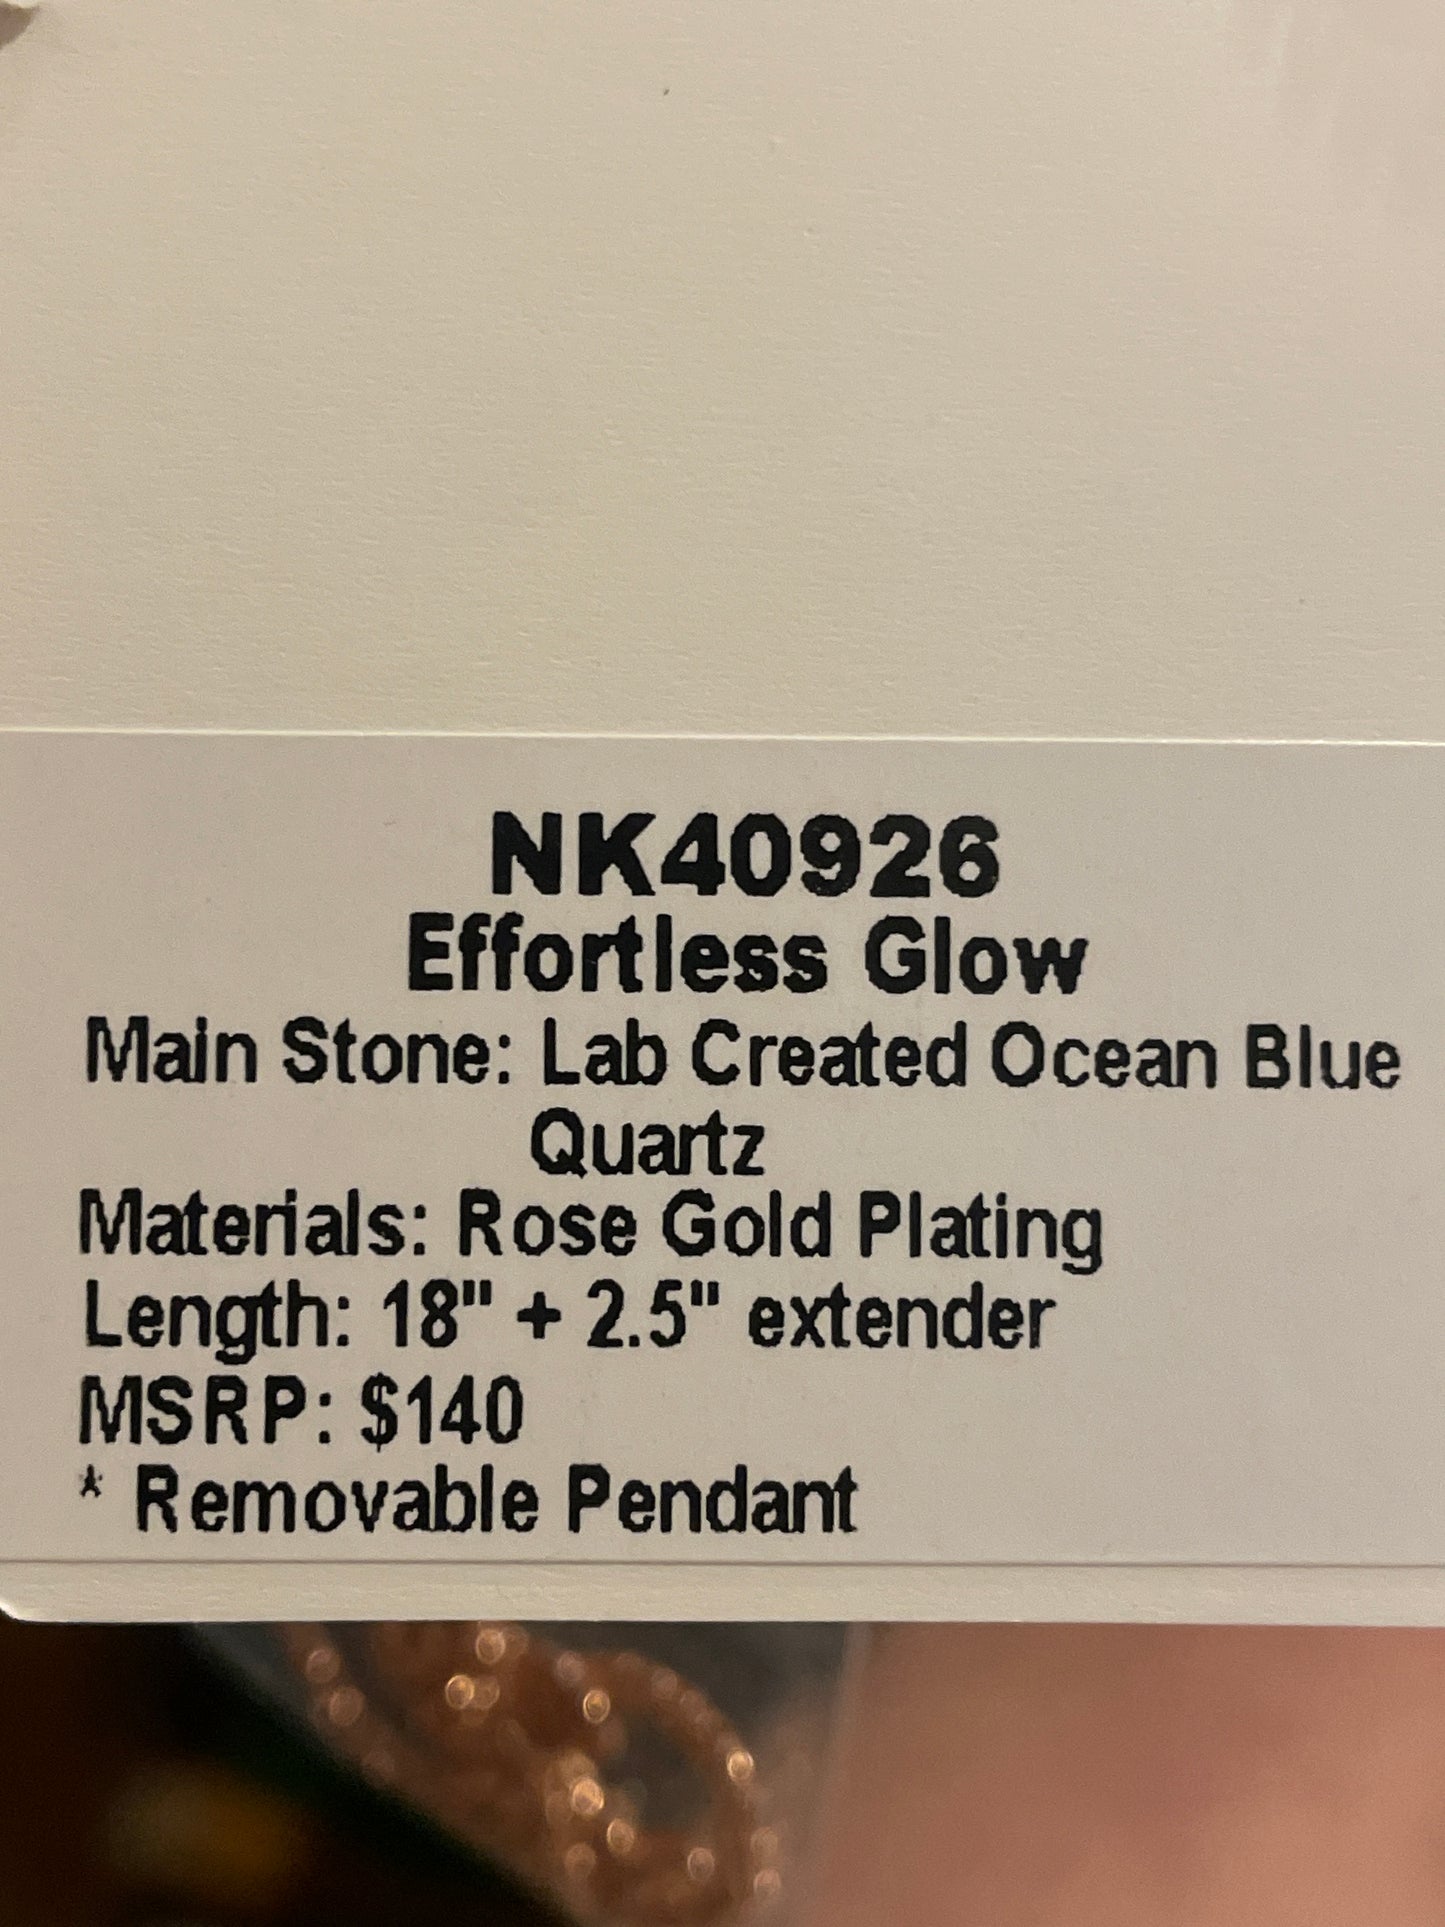 NK40926
Effortless Glow
Main Stone: Lab Created Ocean Blue
Quartz
Materials: Rose Gold Plating
Length: 18" + 2.5" extender
MSRP: $140
* Removable Pendant